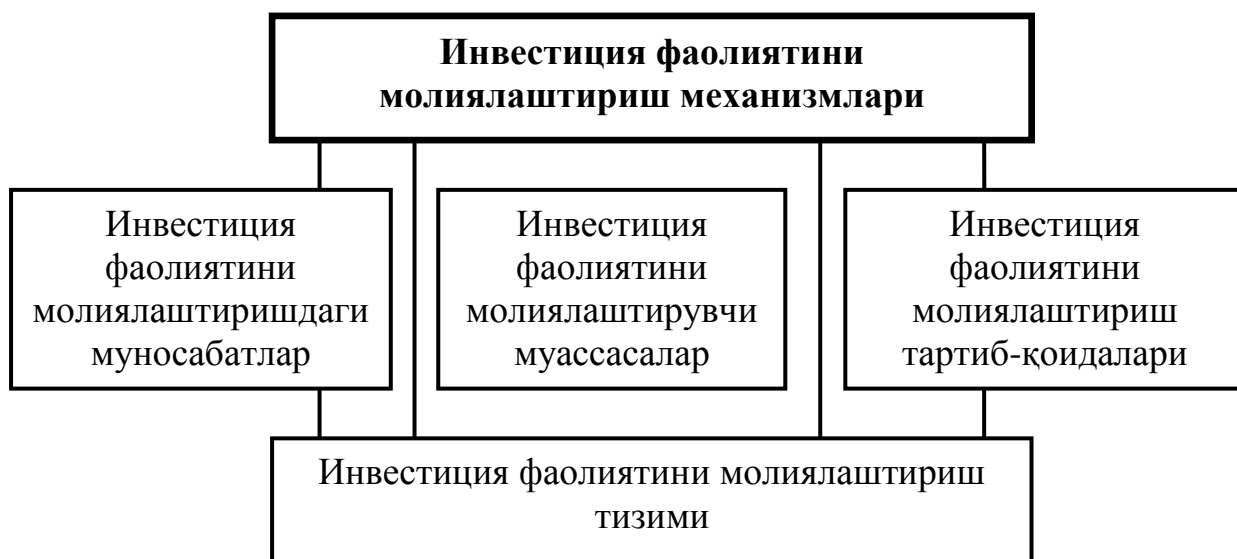 Инвестиция фаолиятини
молиялаштириш механизмлари
Инвестиция
фаолиятини
молиялаштиришдаги
муносабатлар
Инвестиция
фаолиятини
молиялаштирувчи
муассасалар
Инвестиция
фаолиятини
молиялаштириш
тартиб-қоидалари
Инвестиция фаолиятини молиялаштириш
тизими